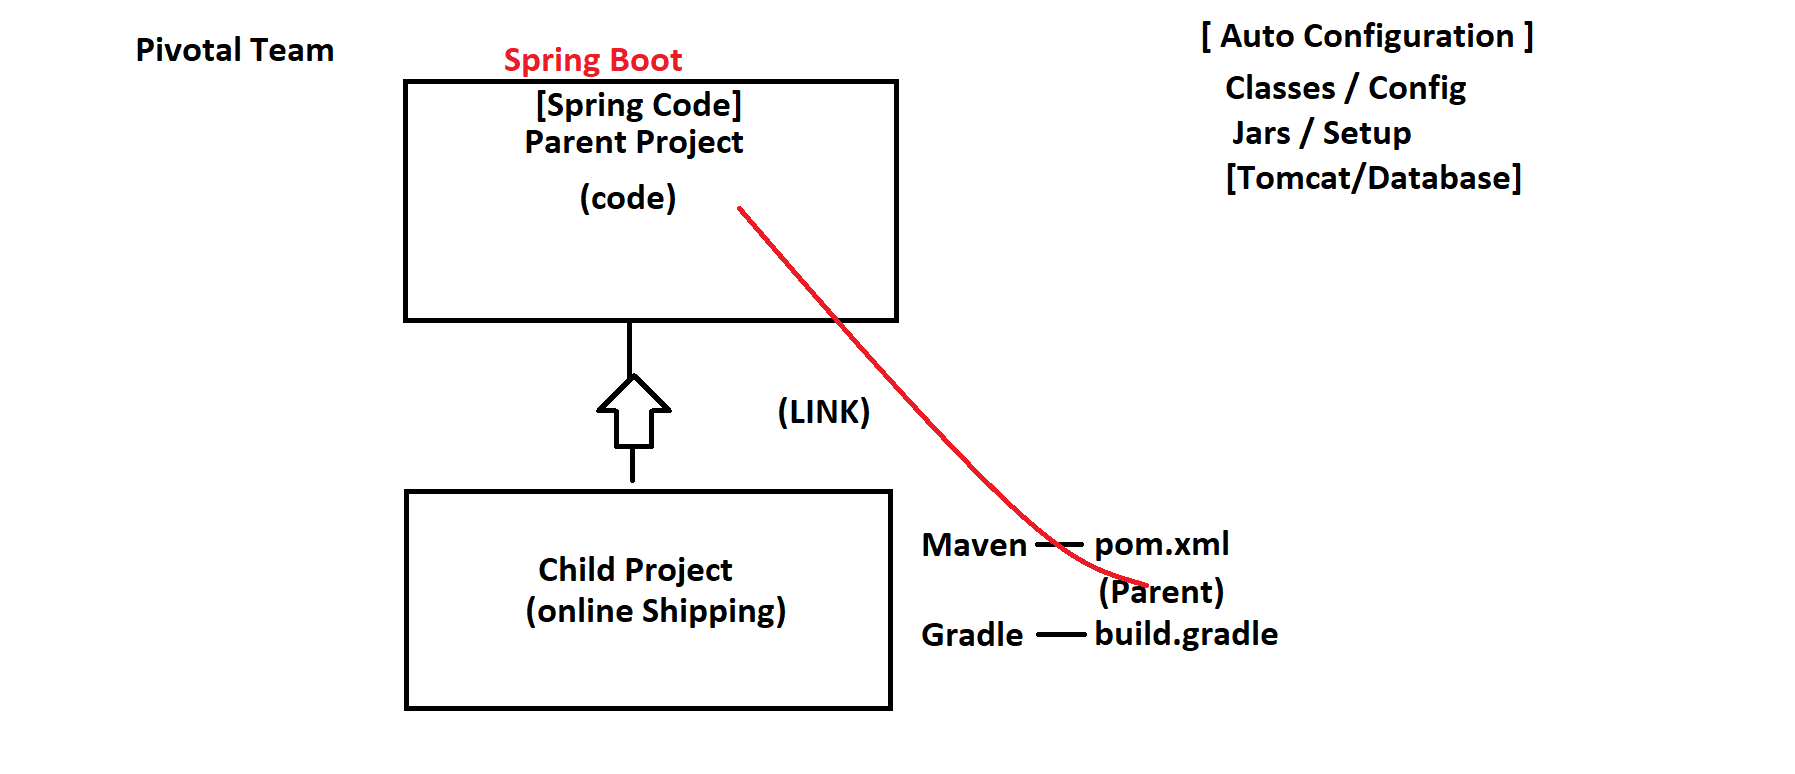 Pivotal Team
Spring Boot
[Spring Code]
Parent Project
(code)
[ Auto Configuration ]
Classes / Config
Jars / Setup
[Tomcat/Database]
(LINK)
Child Project
(online Shipping)
Maven — pom.xml
(Parent)
Gradle — build.gradle